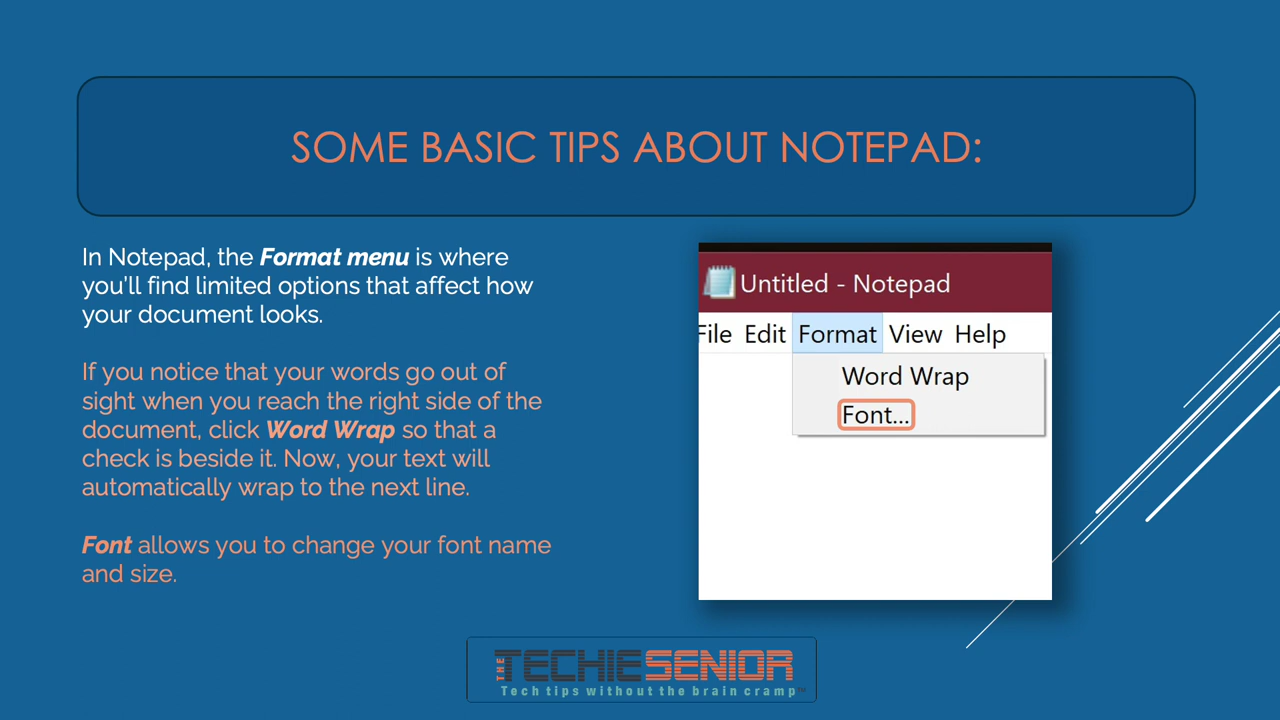 SOME BASIC TIPS ABOUT NOTEPAD:
In Notepad, the Format menu is where
you'll find limited options that affect how
your document looks.
If you notice that your words go out of
sight when you reach the right side of the
document, click Word Wrap so that a
check is beside it. Now, your text will
automatically wrap to the next line.
Font allows you to change your font name
and size.
Untitled - Notepad
File Edit Format View Help
Word Wrap
Font...
THE TECHIE SENIOR
Tech tips without the brain cramp™